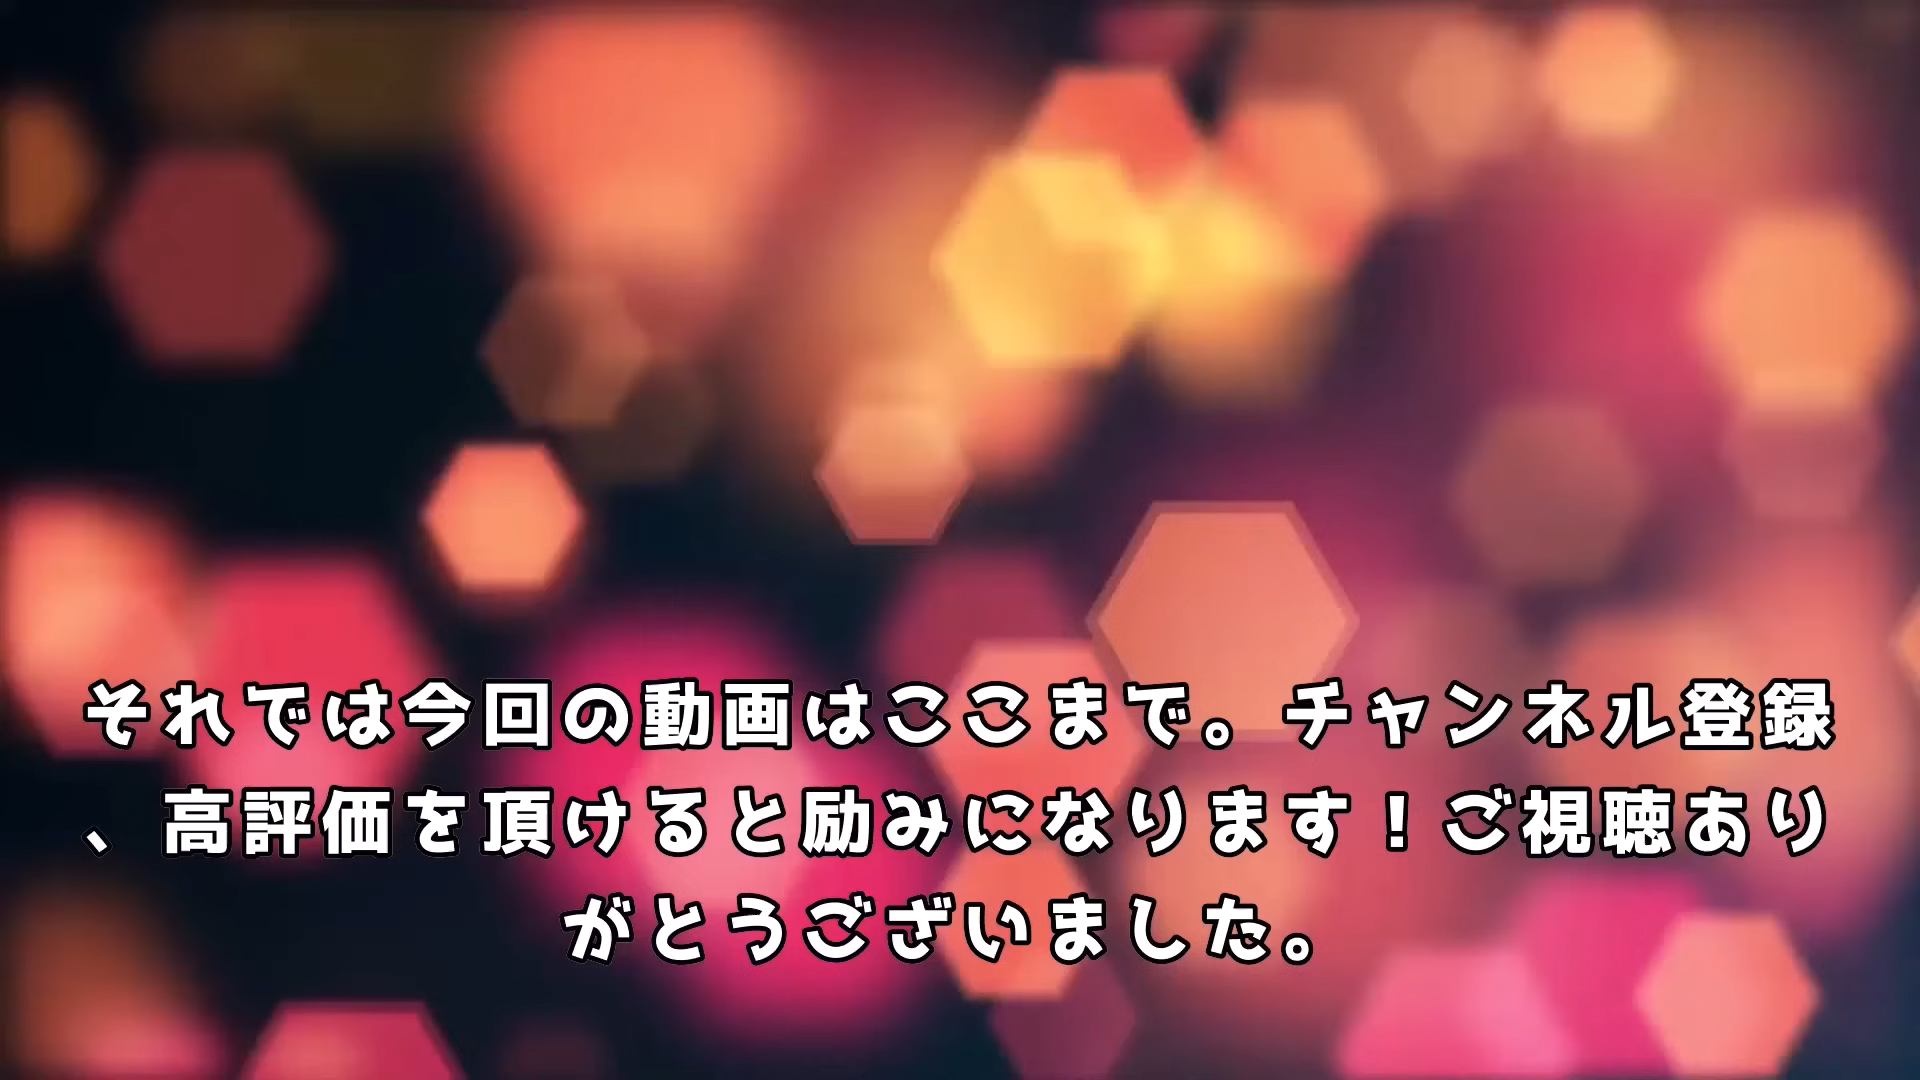 それでは今回の動画はここまで。チャンネル登録
、高評価を頂けると励みになります！ご視聴あり
がとうございました。